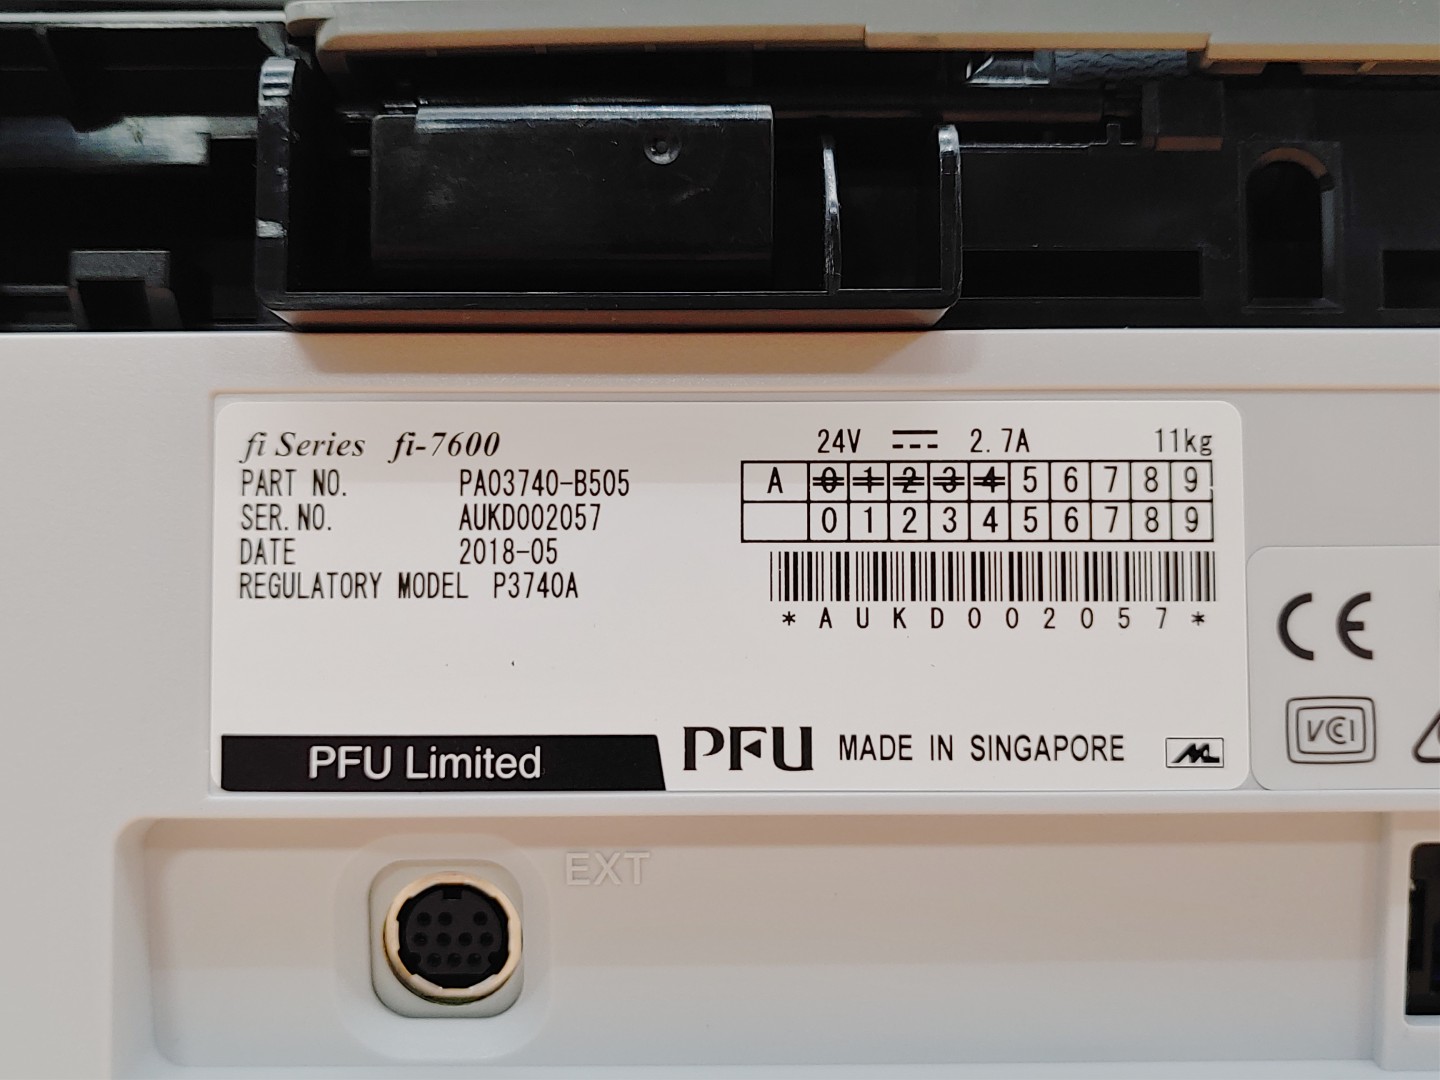 fi Series fi-7600
24V 2.7A 11kg
PART NO. PA03740-B505
SER.NO. AUKD002057
DATE 2018-05
REGULATORY MODEL P3740A
A 0 1 2 3 4 5 6 7 8 9
0 1 2 3 4 5 6 7 8 9
*AUKD002057*
PFU Limited
PFU MADE IN SINGAPORE
CE
VCCI
EXT